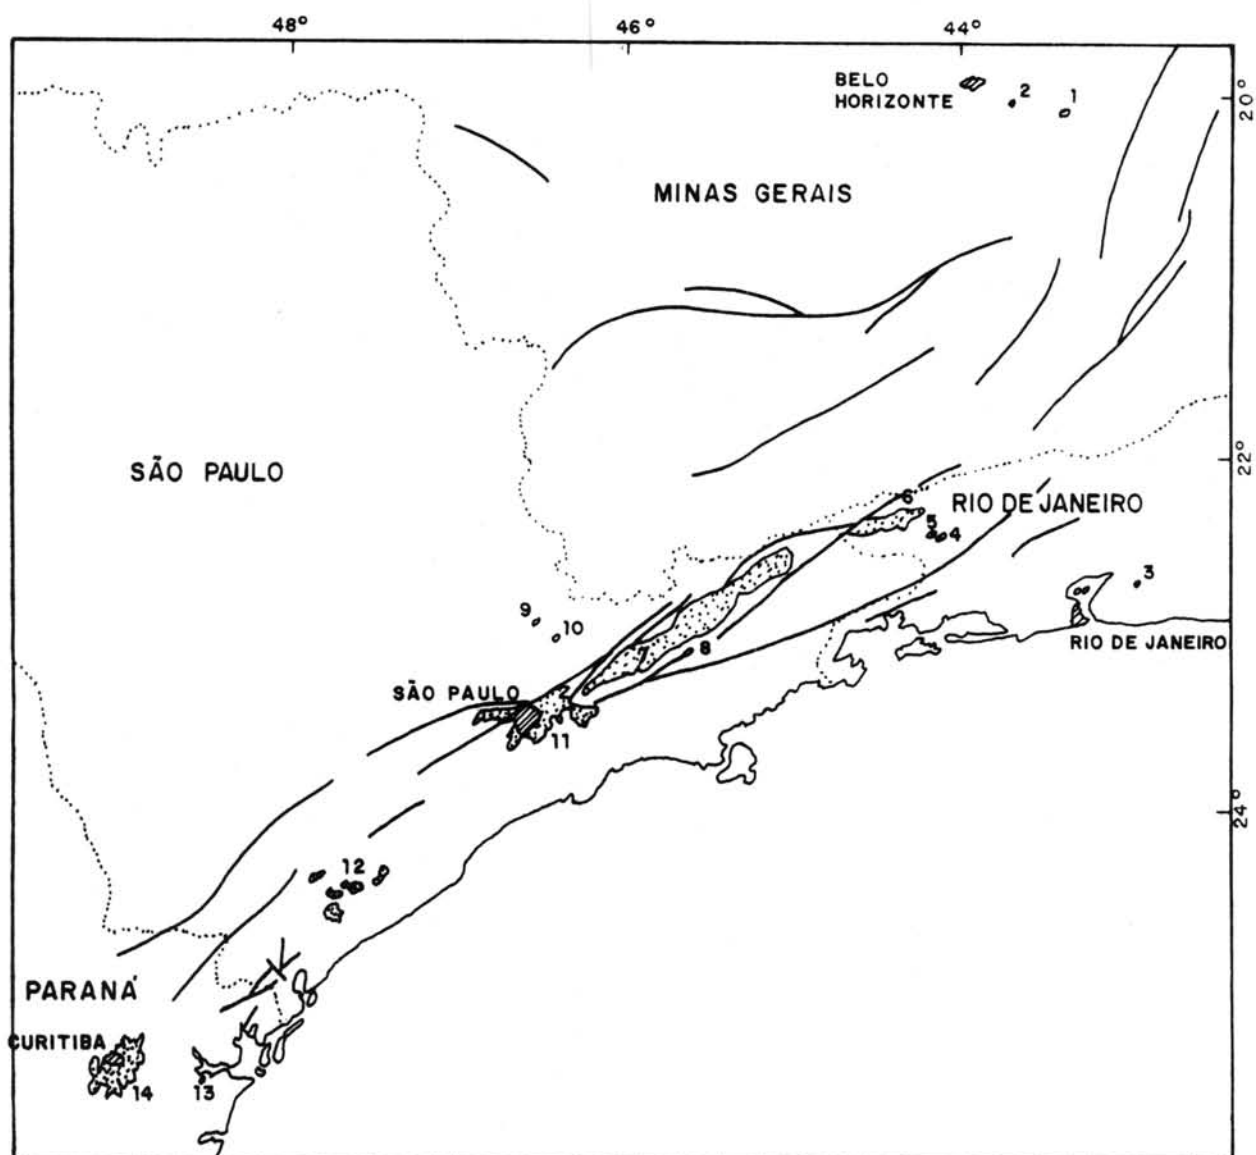 48° 46° 44°
BELO
HORIZONTE
2 1
20°
MINAS GERAIS
SÃO PAULO
22°
6
RIO DE JANEIRO
5 4
3
9
10
RIO DE JANEIRO
7 8
SÃO PAULO
11
24°
12
PARANÁ
CURITIBA
14 13